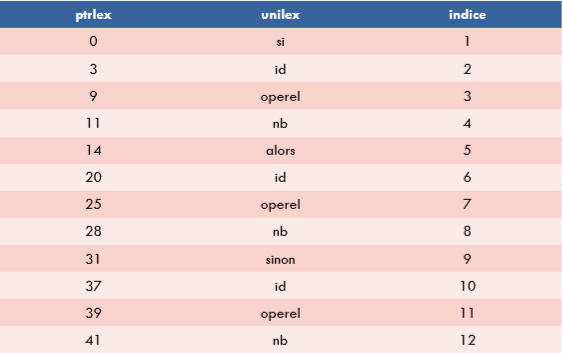 ptrlex unilex indice
0 si 1
3 id 2
9 operel 3
11 nb 4
14 alors 5
20 id 6
25 operel 7
28 nb 8
31 sinon 9
37 id 10
39 operel 11
41 nb 12